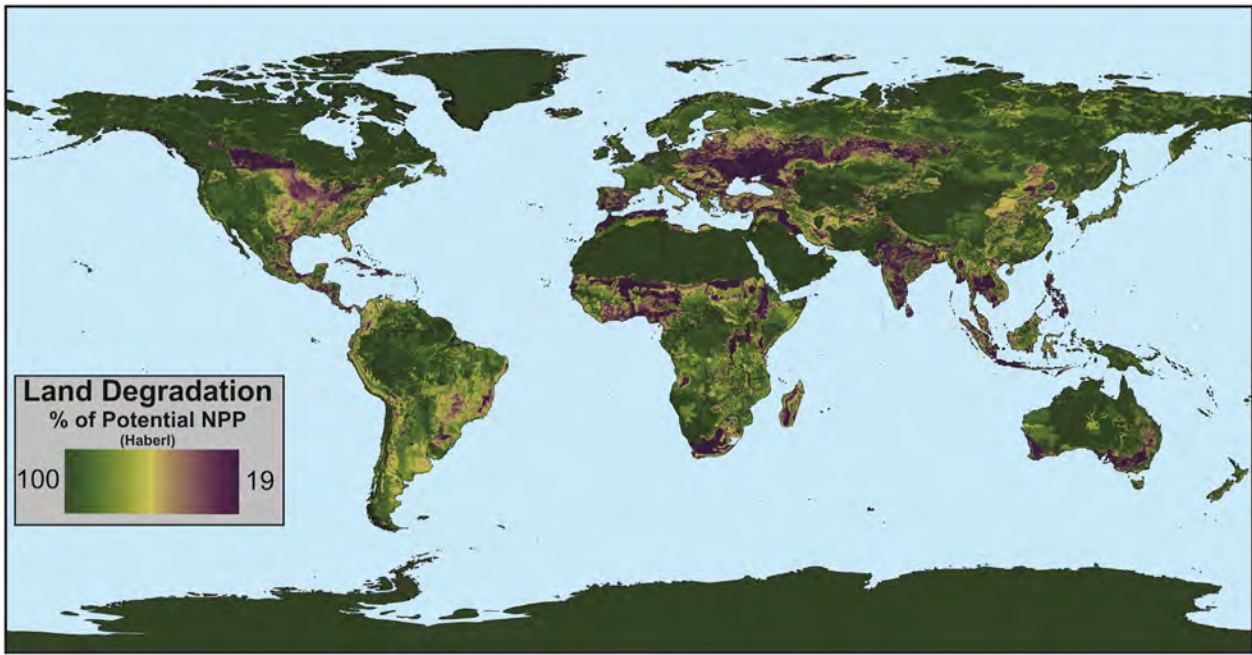 Land Degradation
% of Potential NPP
(Haberl)
100 19